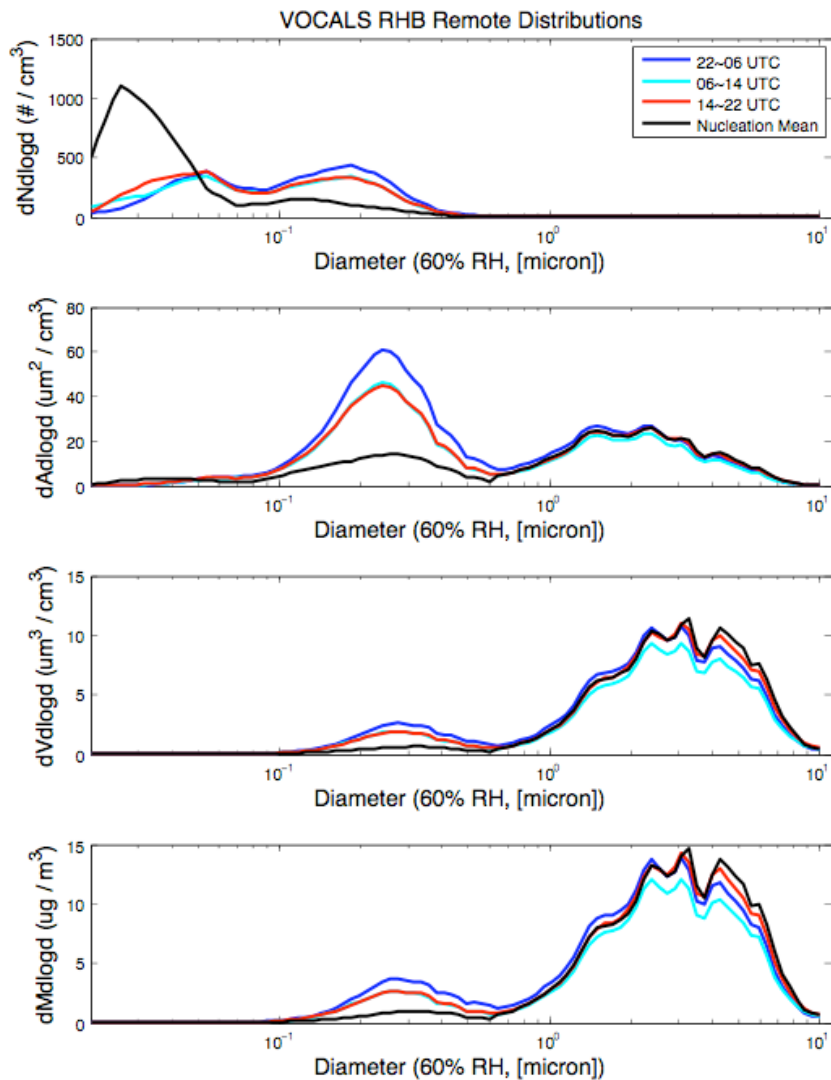 VOCALS RHB Remote Distributions
dNdlogd (# / cm³)
1500
1000
500
0
22~06 UTC
06~14 UTC
14~22 UTC
Nucleation Mean
10⁻¹ 10⁰ 10¹
Diameter (60% RH, [micron])
dAdlogd (um² / cm³)
80
60
40
20
0
10⁻¹ 10⁰ 10¹
Diameter (60% RH, [micron])
dVdlogd (um³ / cm³)
15
10
5
0
10⁻¹ 10⁰ 10¹
Diameter (60% RH, [micron])
dMdlogd (ug / m³)
15
10
5
0
10⁻¹ 10⁰ 10¹
Diameter (60% RH, [micron])